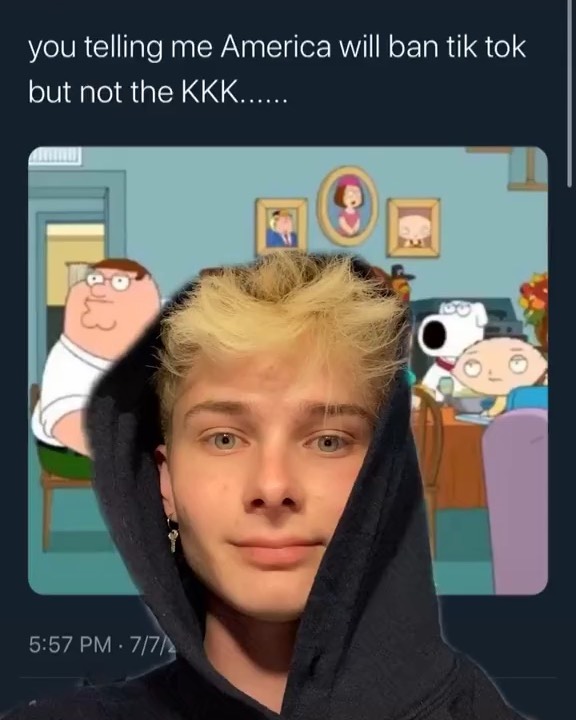 you telling me America will ban tik tok
but not the KKK......
5:57 PM · 7/7/